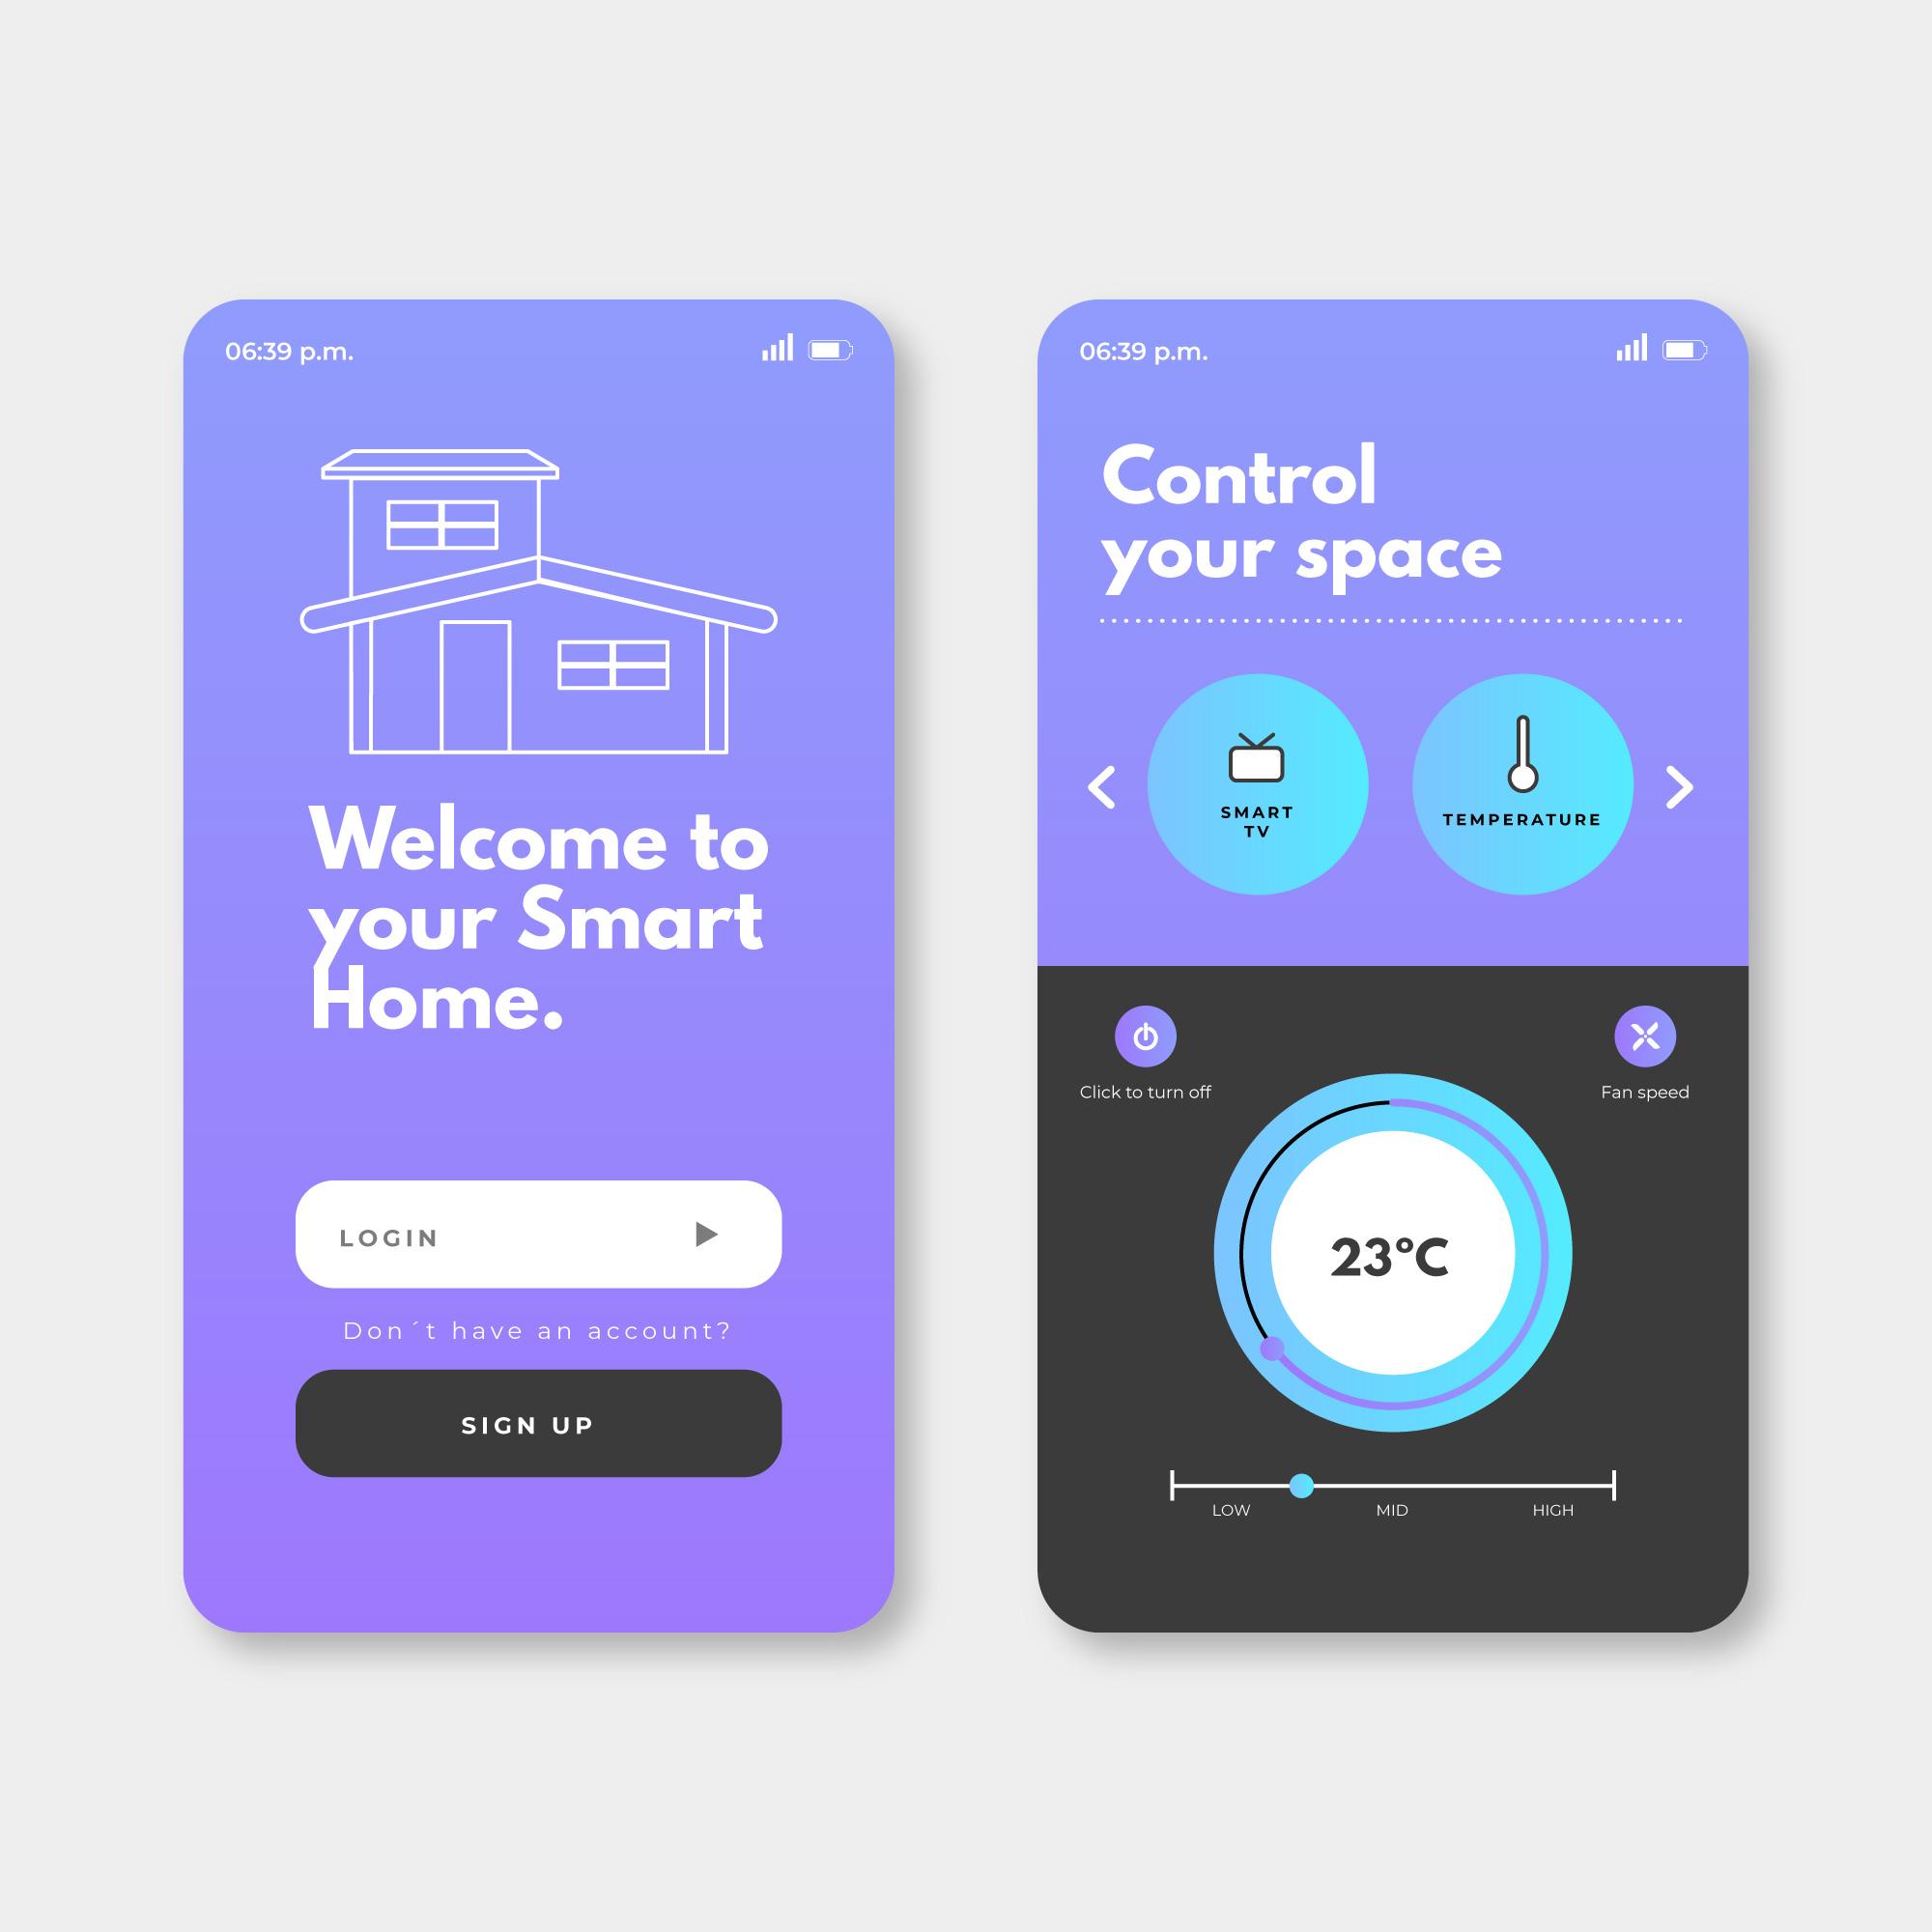 06:39 p.m.
Welcome to
your Smart
Home.
LOGIN
Don´t have an account?
SIGN UP
06:39 p.m.
Control
your space
SMART
TV
TEMPERATURE
Click to turn off
Fan speed
23°C
LOW MID HIGH